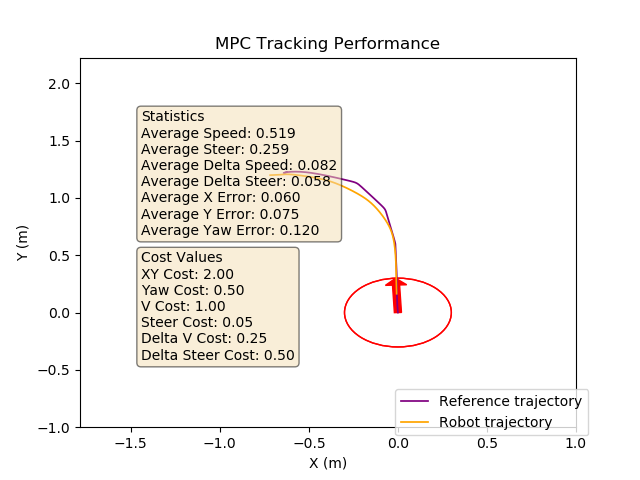 MPC Tracking Performance
2.0
1.5
1.0
0.5
0.0
−0.5
−1.0
Y (m)
Statistics
Average Speed: 0.519
Average Steer: 0.259
Average Delta Speed: 0.082
Average Delta Steer: 0.058
Average X Error: 0.060
Average Y Error: 0.075
Average Yaw Error: 0.120
Cost Values
XY Cost: 2.00
Yaw Cost: 0.50
V Cost: 1.00
Steer Cost: 0.05
Delta V Cost: 0.25
Delta Steer Cost: 0.50
Reference trajectory
Robot trajectory
−1.5 −1.0 −0.5 0.0 0.5 1.0
X (m)